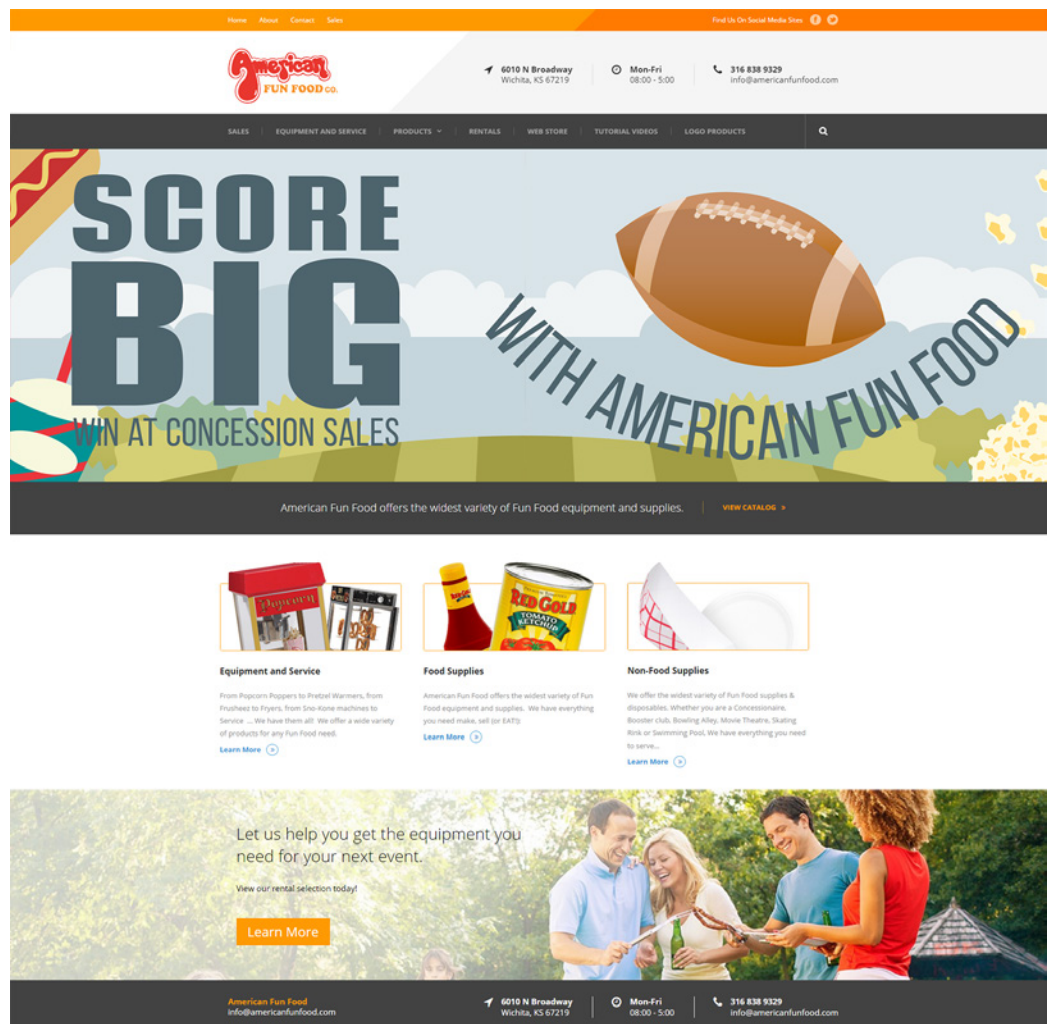 Home About Contact Sales
Find Us On Social Media Sites
American
FUN FOOD CO.
6010 N Broadway
Wichita, KS 67219
Mon-Fri
08:00 - 5:00
316 838 9329
info@americanfunfood.com
SALES EQUIPMENT AND SERVICE PRODUCTS RENTALS WEB STORE TUTORIAL VIDEOS LOGO PRODUCTS
SCORE
BIG
WIN AT CONCESSION SALES
WITH AMERICAN FUN FOOD
American Fun Food offers the widest variety of Fun Food equipment and supplies.
VIEW CATALOG »
Popcorn
RED GOLD
TOMATO
KETCHUP
Equipment and Service
From Popcorn Poppers to Pretzel Warmers, from
Frusheez to Fryers, from Sno-Kone machines to
Service ... We have them all! We offer a wide variety
of products for any Fun Food need.
Learn More
Food Supplies
American Fun Food offers the widest variety of Fun
Food equipment and supplies. We have everything
you need make, sell (or EAT!):
Learn More
Non-Food Supplies
We offer the widest variety of Fun Food supplies &
disposables. Whether you are a Concessionaire,
Booster club, Bowling Alley, Movie Theatre, Skating
Rink or Swimming Pool, We have everything you need
to serve...
Learn More
Let us help you get the equipment you
need for your next event.
View our rental selection today!
Learn More
American Fun Food
info@americanfunfood.com
6010 N Broadway
Wichita, KS 67219
Mon-Fri
08:00 - 5:00
316 838 9329
info@americanfunfood.com